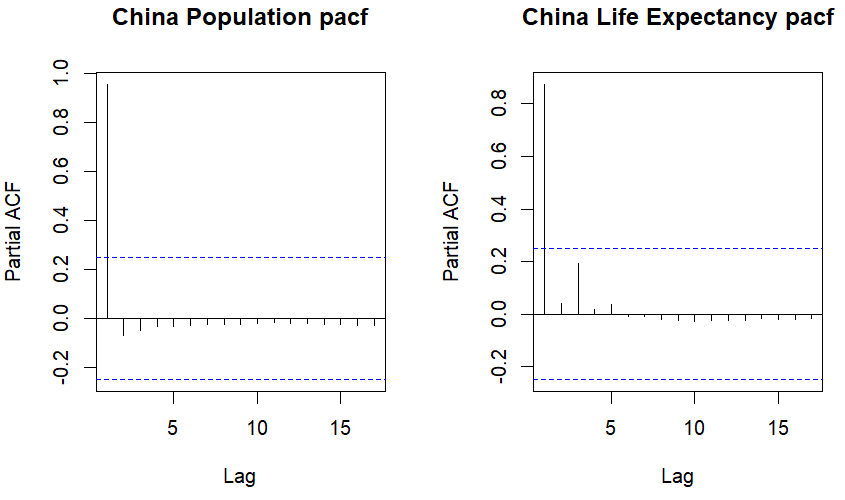 China Population pacf
Partial ACF
1.0
0.8
0.6
0.4
0.2
0.0
-0.2
5 10 15
Lag
China Life Expectancy pacf
Partial ACF
0.8
0.6
0.4
0.2
0.0
-0.2
5 10 15
Lag